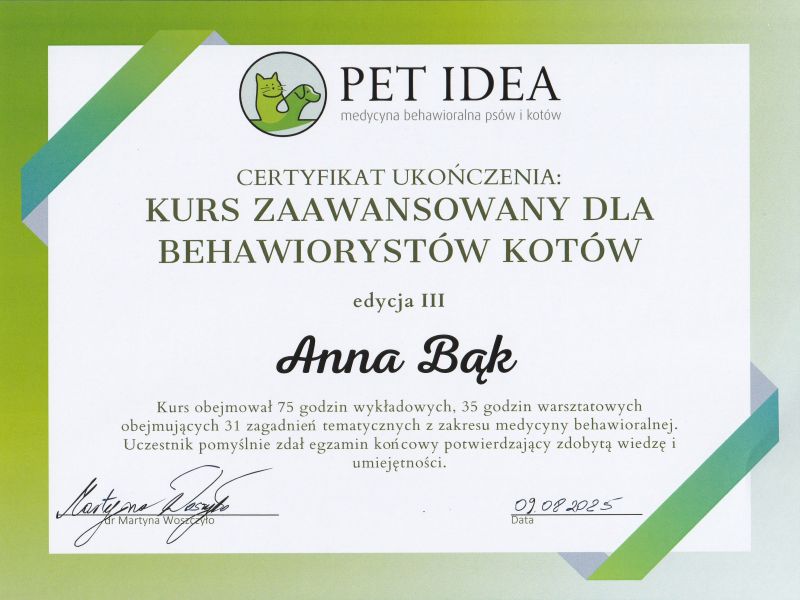 PET IDEA
medycyna behawioralna psów i kotów
CERTYFIKAT UKOŃCZENIA:
KURS ZAAWANSOWANY DLA
BEHAWIORYSTÓW KOTÓW
edycja III
Anna Bąk
Kurs obejmował 75 godzin wykładowych, 35 godzin warsztatowych
obejmujących 31 zagadnień tematycznych z zakresu medycyny behawioralnej.
Uczestnik pomyślnie zdał egzamin końcowy potwierdzający zdobytą wiedzę i
umiejętności.
Martyna Woszczyło
dr Martyna Woszczyło
09.08.2025
Data